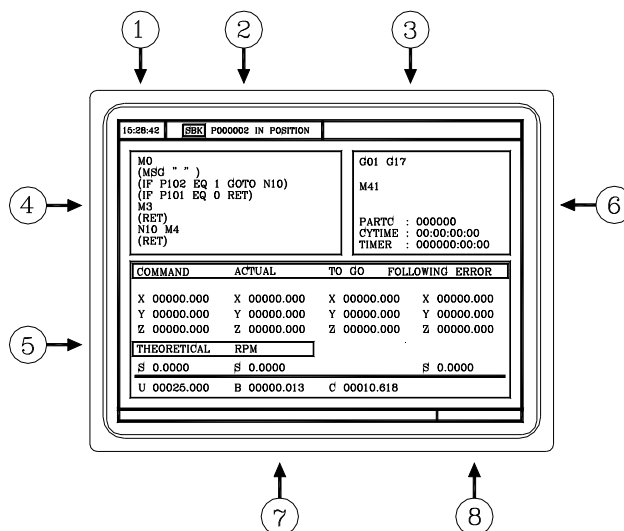 1 2 3
15:28:42 SBK P000002 IN POSITION
M0
(MSG " ")
(IF P102 EQ 1 GOTO N10)
(IF P101 EQ 0 RET)
M3
(RET)
N10 M4
(RET)
G01 G17
M41
PARTC : 000000
CYTIME : 00:00:00:00
TIMER : 000000:00:00
4
6
COMMAND ACTUAL TO GO FOLLOWING ERROR
X 00000.000 X 00000.000 X 00000.000 X 00000.000
Y 00000.000 Y 00000.000 Y 00000.000 Y 00000.000
Z 00000.000 Z 00000.000 Z 00000.000 Z 00000.000
5
THEORETICAL RPM
S 0.0000 S 0.0000 S 0.0000
U 00025.000 B 00000.013 C 00010.618
7 8